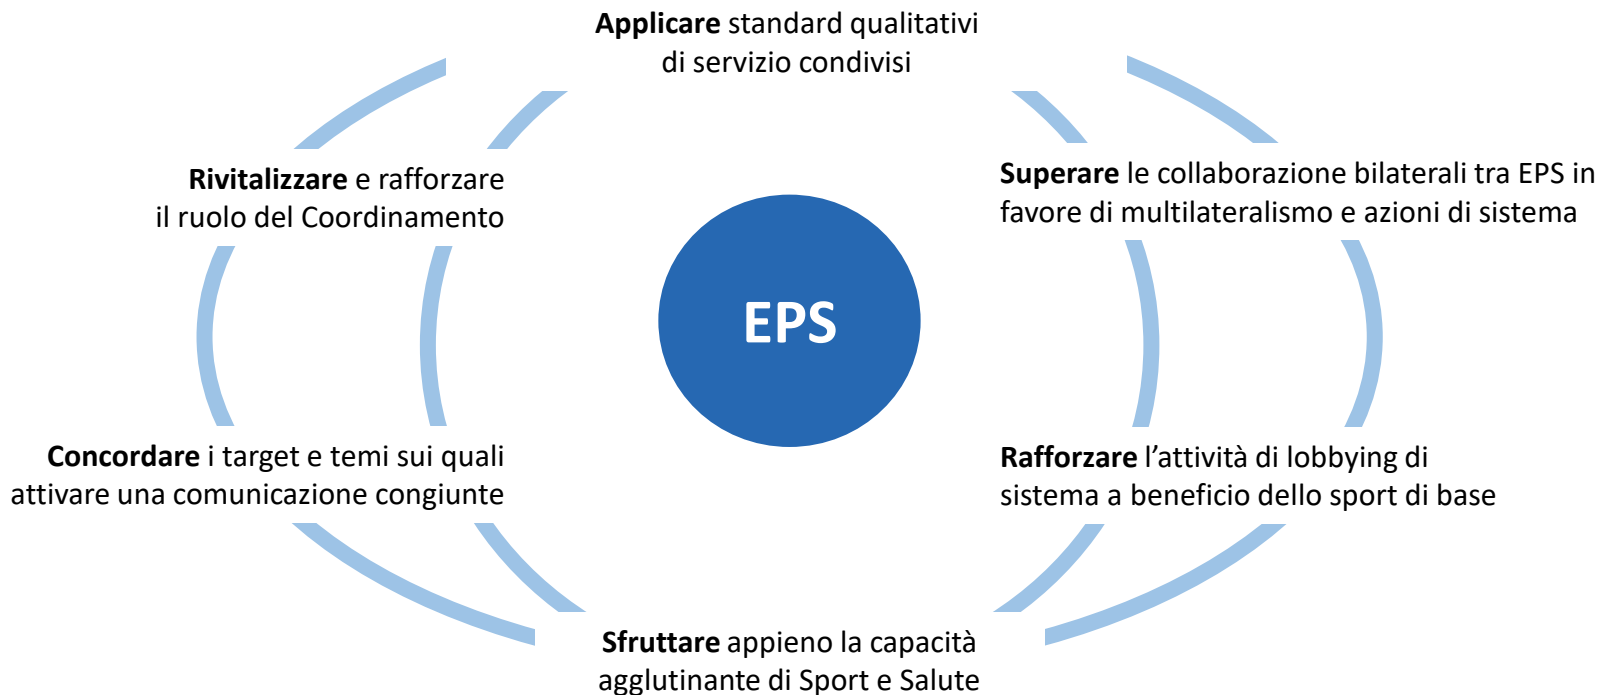 Applicare standard qualitativi
di servizio condivisi
Rivitalizzare e rafforzare
il ruolo del Coordinamento
Superare le collaborazione bilaterali tra EPS in
favore di multilateralismo e azioni di sistema
EPS
Concordare i target e temi sui quali
attivare una comunicazione congiunte
Rafforzare l’attività di lobbying di
sistema a beneficio dello sport di base
Sfruttare appieno la capacità
agglutinante di Sport e Salute